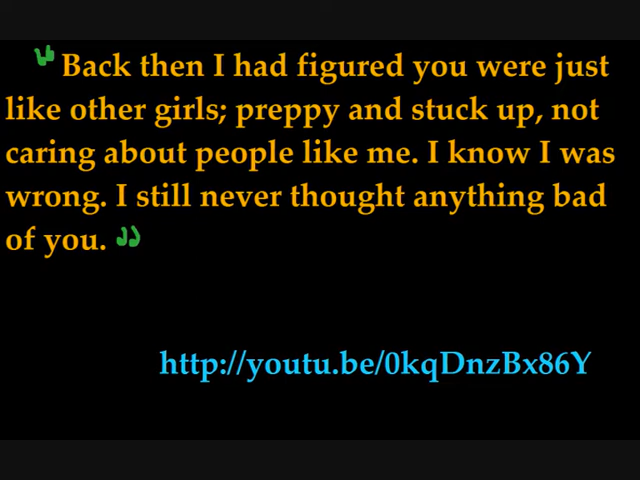 "Back then I had figured you were just
like other girls; preppy and stuck up, not
caring about people like me. I know I was
wrong. I still never thought anything bad
of you."
http://youtu.be/0kqDnzBx86Y